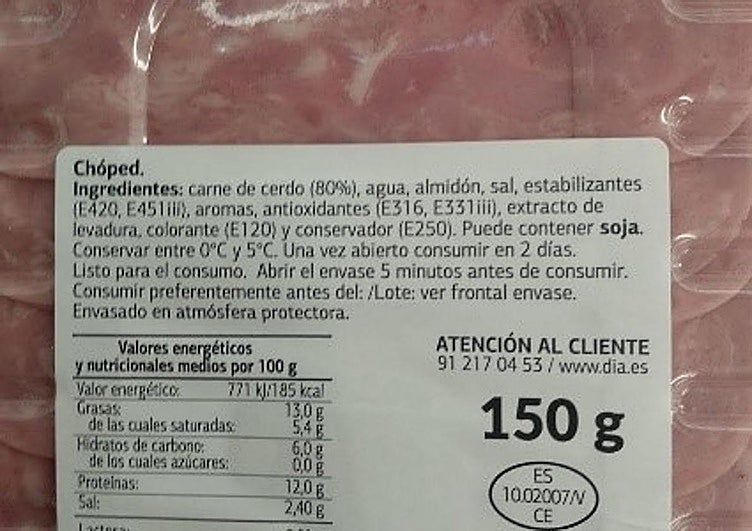 Chóped.
Ingredientes: carne de cerdo (80%), agua, almidón, sal, estabilizantes
(E420, E451iii), aromas, antioxidantes (E316, E331iii), extracto de
levadura, colorante (E120) y conservador (E250). Puede contener soja.
Conservar entre 0°C y 5°C. Una vez abierto consumir en 2 días.
Listo para el consumo. Abrir el envase 5 minutos antes de consumir.
Consumir preferentemente antes del: /Lote: ver frontal envase.
Envasado en atmósfera protectora.
Valores energéticos
y nutricionales medios por 100 g
Valor energético: 771 kJ/185 kcal
Grasas: 13,0 g
de las cuales saturadas: 5,4 g
Hidratos de carbono: 6,0 g
de los cuales azúcares: 0,0 g
Proteínas: 12,0 g
Sal: 2,40 g
ATENCIÓN AL CLIENTE
91 217 04 53 / www.dia.es
150 g
ES
10.02007/V
CE